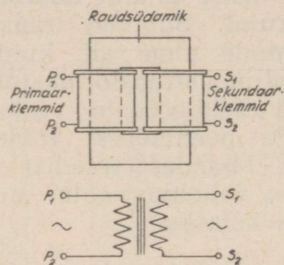 Raudsüdamik
P₁
S₁
Primaar-
klemmid
Sekundaar-
klemmid
P₂
S₂
P₁
S₁
~
~
P₂
S₂